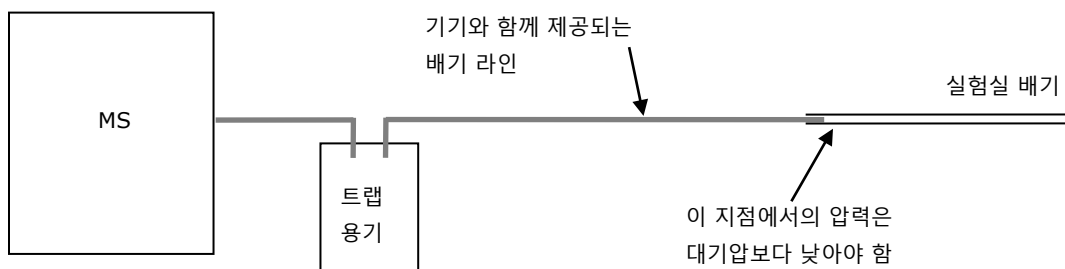 기기와 함께 제공되는
배기 라인
실험실 배기
MS
트랩
용기
이 지점에서의 압력은
대기압보다 낮아야 함